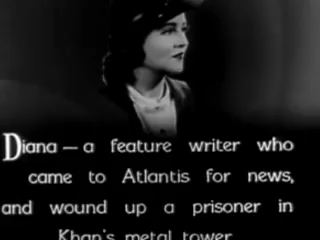 Diana — a feature writer who
came to Atlantis for news,
and wound up a prisoner in
Khan's metal tower.